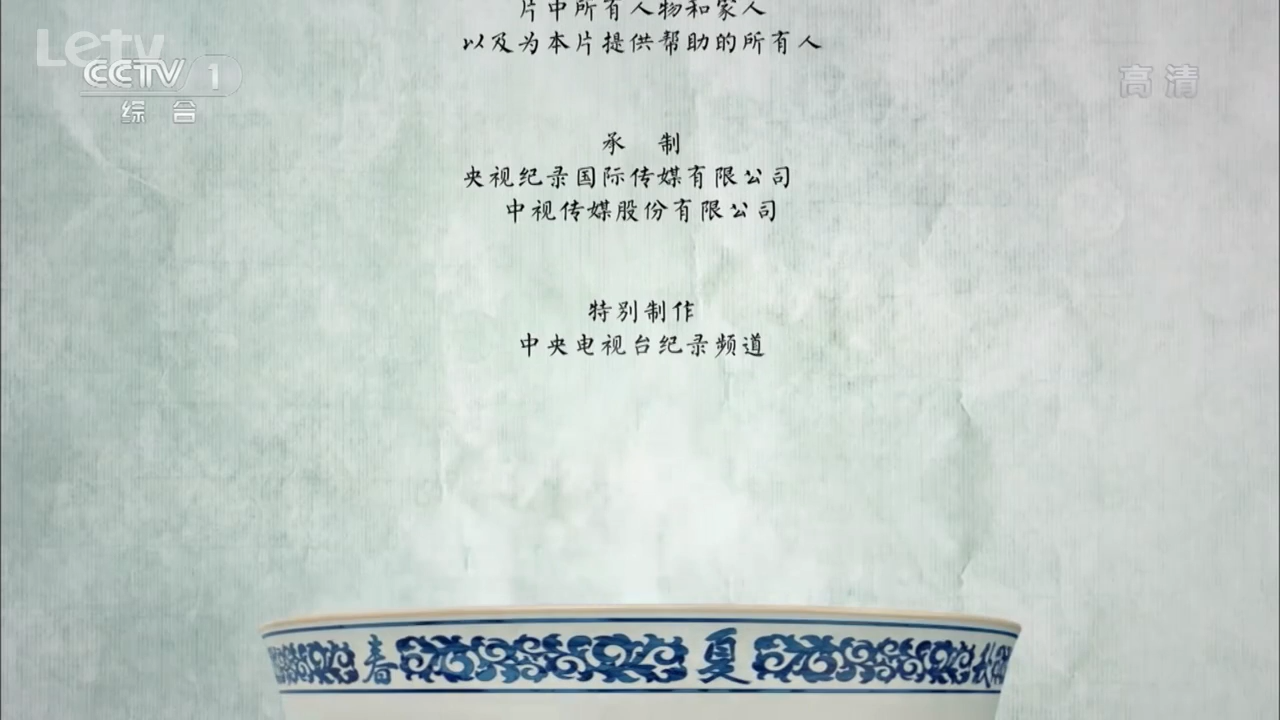 片中所有人物和家人
以及为本片提供帮助的所有人
Letv
CCTV 1
综合
高清
承 制
央视纪录国际传媒有限公司
中视传媒股份有限公司
特别制作
中央电视台纪录频道
春 夏 秋